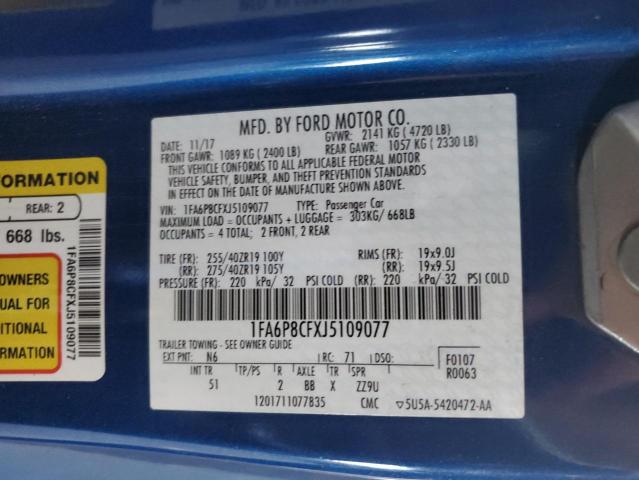 MFD. BY FORD MOTOR CO.
DATE: 11/17 GVWR: 2141 KG ( 4720 LB)
FRONT GAWR: 1089 KG ( 2400 LB) REAR GAWR: 1057 KG ( 2330 LB)
THIS VEHICLE CONFORMS TO ALL APPLICABLE FEDERAL MOTOR
VEHICLE SAFETY, BUMPER, AND THEFT PREVENTION STANDARDS
IN EFFECT ON THE DATE OF MANUFACTURE SHOWN ABOVE.
VIN: 1FA6P8CFXJ5109077 TYPE: Passenger Car
MAXIMUM LOAD = OCCUPANTS + LUGGAGE = 303KG/ 668LB
OCCUPANTS = 4 TOTAL; 2 FRONT, 2 REAR
TIRE (FR): 255/40ZR19 100Y RIMS (FR): 19x9.0J
(RR): 275/40ZR19 105Y (RR): 19x9.5J
PRESSURE (FR): 220 kPa/ 32 PSI COLD (RR): 220 kPa/ 32 PSI COLD
1FA6P8CFXJ5109077
TRAILER TOWING - SEE OWNER GUIDE
EXT PNT: N6 RC: 71 DSO: F0107
INT TR TP/PS R AXLE TR SPR R0063
51 2 BB X ZZ9U
1201711077835 CMC ▽5U5A-5420472-AA
FORMATION
REAR: 2
668 lbs.
OWNERS
UAL FOR
DITIONAL
FORMATION
1FA6P8CFXJ5109077